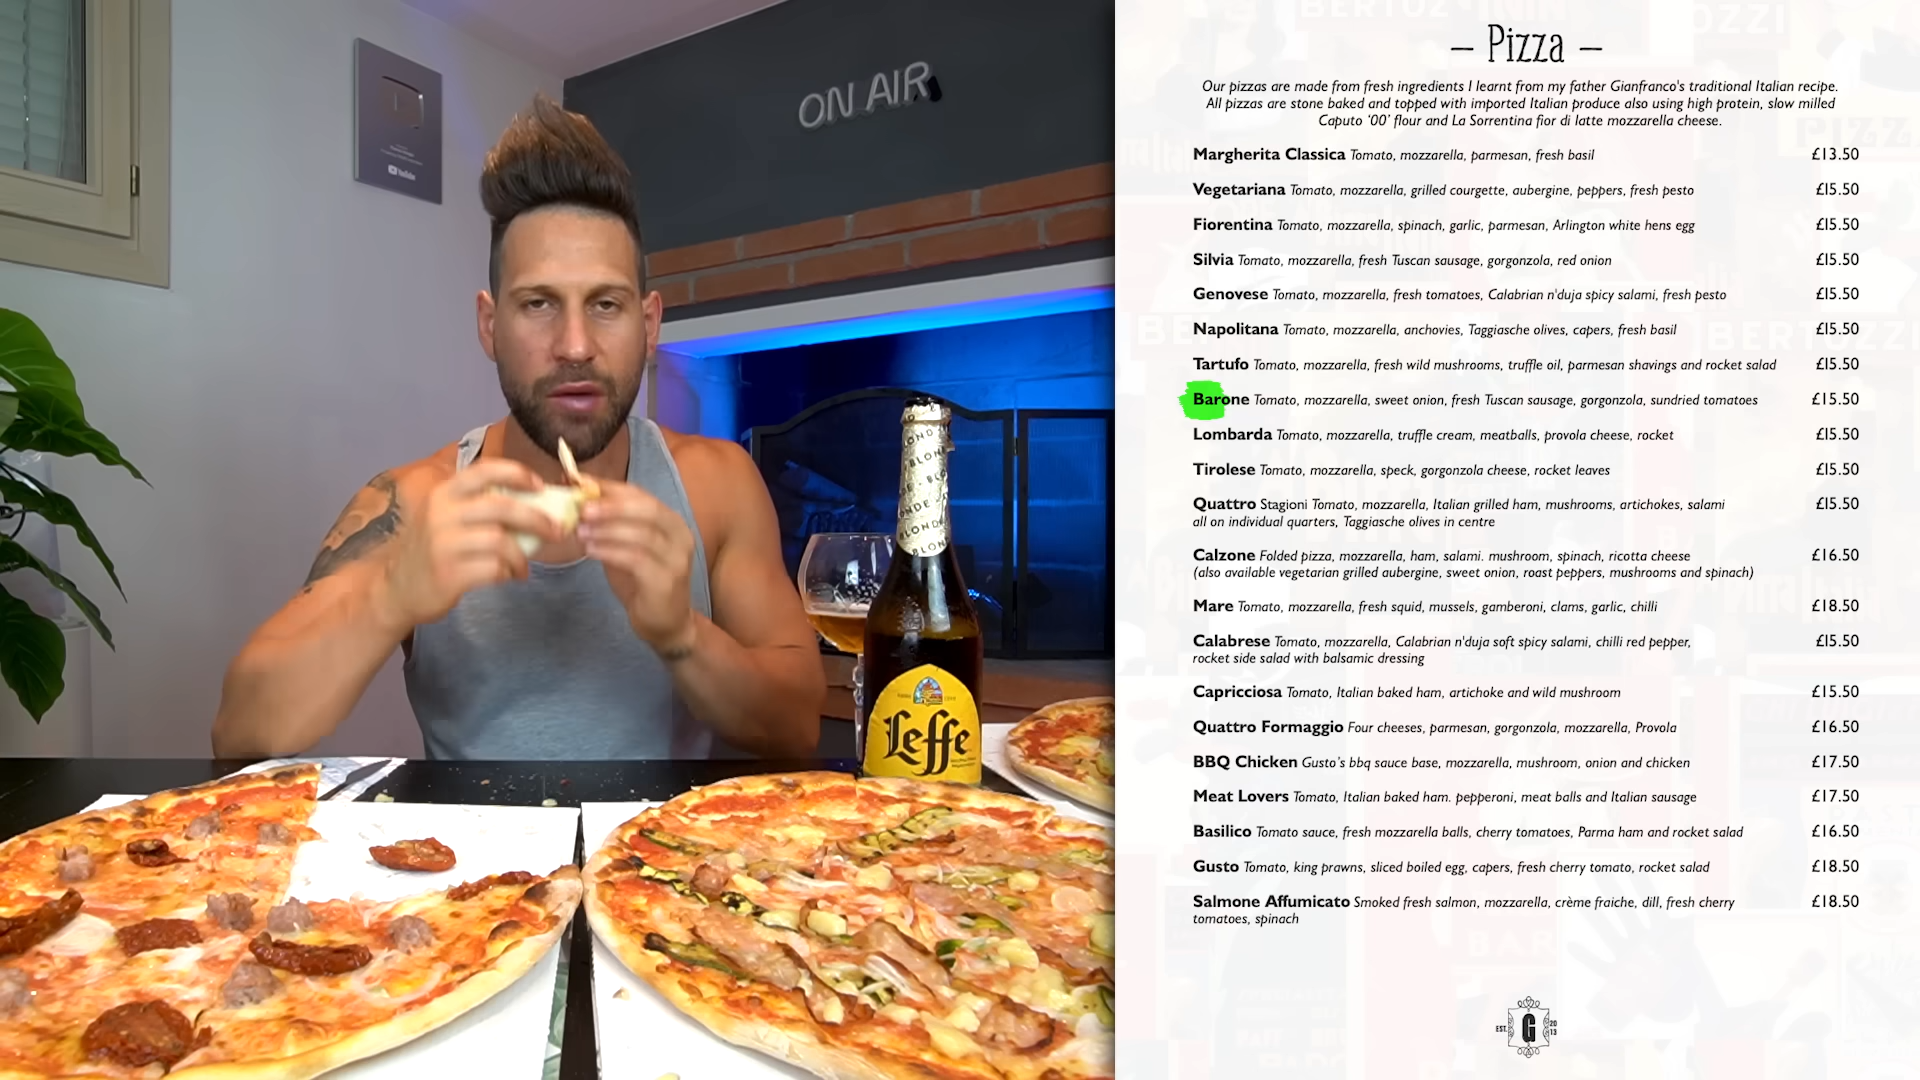 ON AIR
YouTube
BLONDE
Leffe
— Pizza —
Our pizzas are made from fresh ingredients I learnt from my father Gianfranco's traditional Italian recipe.
All pizzas are stone baked and topped with imported Italian produce also using high protein, slow milled
Caputo '00' flour and La Sorrentina fior di latte mozzarella cheese.
Margherita Classica Tomato, mozzarella, parmesan, fresh basil £13.50
Vegetariana Tomato, mozzarella, grilled courgette, aubergine, peppers, fresh pesto £15.50
Fiorentina Tomato, mozzarella, spinach, garlic, parmesan, Arlington white hens egg £15.50
Silvia Tomato, mozzarella, fresh Tuscan sausage, gorgonzola, red onion £15.50
Genovese Tomato, mozzarella, fresh tomatoes, Calabrian n'duja spicy salami, fresh pesto £15.50
Napolitana Tomato, mozzarella, anchovies, Taggiasche olives, capers, fresh basil £15.50
Tartufo Tomato, mozzarella, fresh wild mushrooms, truffle oil, parmesan shavings and rocket salad £15.50
Barone Tomato, mozzarella, sweet onion, fresh Tuscan sausage, gorgonzola, sundried tomatoes £15.50
Lombarda Tomato, mozzarella, truffle cream, meatballs, provola cheese, rocket £15.50
Tirolese Tomato, mozzarella, speck, gorgonzola cheese, rocket leaves £15.50
Quattro Stagioni Tomato, mozzarella, Italian grilled ham, mushrooms, artichokes, salami £15.50
all on individual quarters, Taggiasche olives in centre
Calzone Folded pizza, mozzarella, ham, salami. mushroom, spinach, ricotta cheese £16.50
(also available vegetarian grilled aubergine, sweet onion, roast peppers, mushrooms and spinach)
Mare Tomato, mozzarella, fresh squid, mussels, gamberoni, clams, garlic, chilli £18.50
Calabrese Tomato, mozzarella, Calabrian n'duja soft spicy salami, chilli red pepper, £15.50
rocket side salad with balsamic dressing
Capricciosa Tomato, Italian baked ham, artichoke and wild mushroom £15.50
Quattro Formaggio Four cheeses, parmesan, gorgonzola, mozzarella, Provola £16.50
BBQ Chicken Gusto's bbq sauce base, mozzarella, mushroom, onion and chicken £17.50
Meat Lovers Tomato, Italian baked ham. pepperoni, meat balls and Italian sausage £17.50
Basilico Tomato sauce, fresh mozzarella balls, cherry tomatoes, Parma ham and rocket salad £16.50
Gusto Tomato, king prawns, sliced boiled egg, capers, fresh cherry tomato, rocket salad £18.50
Salmone Affumicato Smoked fresh salmon, mozzarella, crème fraiche, dill, fresh cherry £18.50
tomatoes, spinach
EST. G 2013